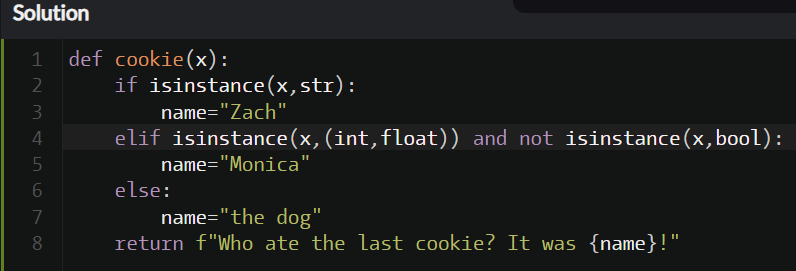 Solution
1 def cookie(x):
2     if isinstance(x,str):
3         name="Zach"
4     elif isinstance(x,(int,float)) and not isinstance(x,bool):
5         name="Monica"
6     else:
7         name="the dog"
8     return f"Who ate the last cookie? It was {name}!"